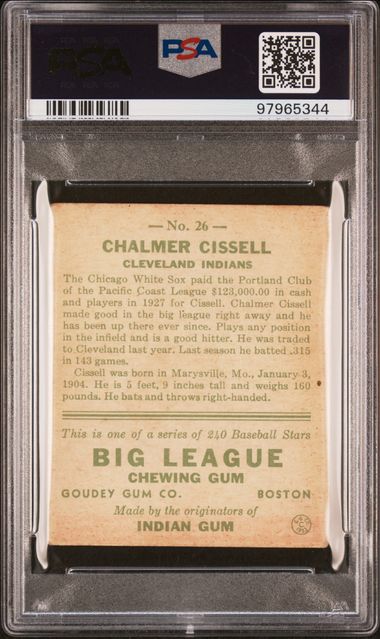 PSA
PSA
97965344
— No. 26 —
CHALMER CISSELL
CLEVELAND INDIANS
The Chicago White Sox paid the Portland Club
of the Pacific Coast League $123,000.00 in cash
and players in 1927 for Cissell. Chalmer Cissell
made good in the big league right away and he
has been up there ever since. Plays any position
in the infield and is a good hitter. He was traded
to Cleveland last year. Last season he batted .315
in 143 games.
Cissell was born in Marysville, Mo., January 3,
1904. He is 5 feet, 9 inches tall and weighs 160
pounds. He bats and throws right-handed.
This is one of a series of 240 Baseball Stars
BIG LEAGUE
CHEWING GUM
GOUDEY GUM CO. BOSTON
Made by the originators of
INDIAN GUM